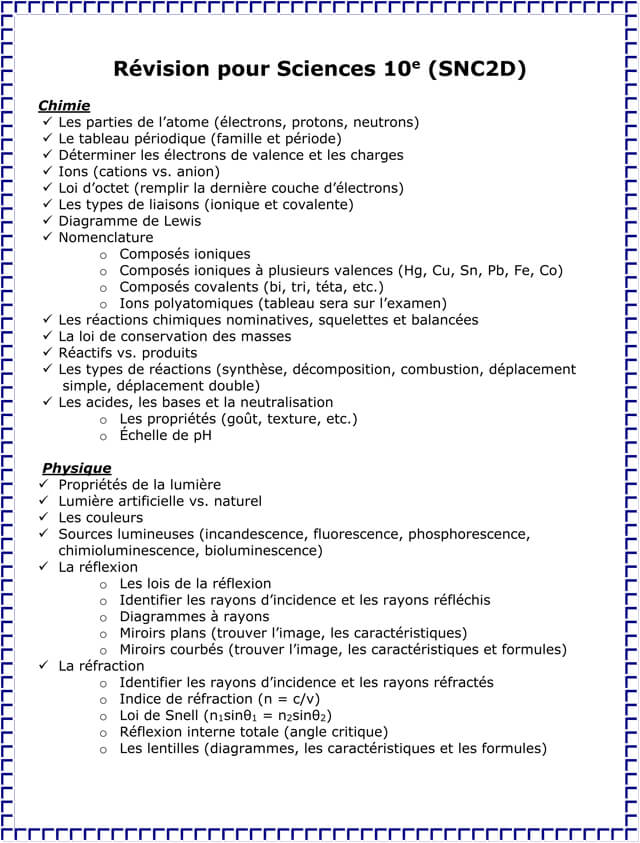 Révision pour Sciences 10ᵉ (SNC2D)
Chimie
✓ Les parties de l’atome (électrons, protons, neutrons)
✓ Le tableau périodique (famille et période)
✓ Déterminer les électrons de valence et les charges
✓ Ions (cations vs. anion)
✓ Loi d’octet (remplir la dernière couche d’électrons)
✓ Les types de liaisons (ionique et covalente)
✓ Diagramme de Lewis
✓ Nomenclature
o Composés ioniques
o Composés ioniques à plusieurs valences (Hg, Cu, Sn, Pb, Fe, Co)
o Composés covalents (bi, tri, téta, etc.)
o Ions polyatomiques (tableau sera sur l’examen)
✓ Les réactions chimiques nominatives, squelettes et balancées
✓ La loi de conservation des masses
✓ Réactifs vs. produits
✓ Les types de réactions (synthèse, décomposition, combustion, déplacement
simple, déplacement double)
✓ Les acides, les bases et la neutralisation
o Les propriétés (goût, texture, etc.)
o Échelle de pH
Physique
✓ Propriétés de la lumière
✓ Lumière artificielle vs. naturel
✓ Les couleurs
✓ Sources lumineuses (incandescence, fluorescence, phosphorescence,
chimioluminescence, bioluminescence)
✓ La réflexion
o Les lois de la réflexion
o Identifier les rayons d’incidence et les rayons réfléchis
o Diagrammes à rayons
o Miroirs plans (trouver l’image, les caractéristiques)
o Miroirs courbés (trouver l’image, les caractéristiques et formules)
✓ La réfraction
o Identifier les rayons d’incidence et les rayons réfractés
o Indice de réfraction (n = c/v)
o Loi de Snell (n₁sinθ₁ = n₂sinθ₂)
o Réflexion interne totale (angle critique)
o Les lentilles (diagrammes, les caractéristiques et les formules)